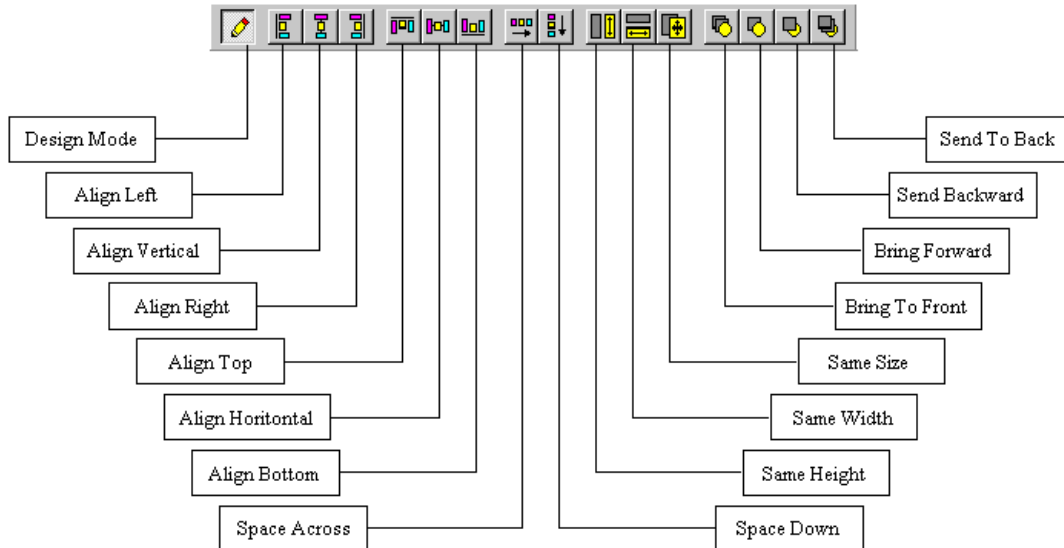 Design Mode
Send To Back
Align Left
Send Backward
Align Vertical
Bring Forward
Align Right
Bring To Front
Align Top
Same Size
Align Horitontal
Same Width
Align Bottom
Same Height
Space Across
Space Down